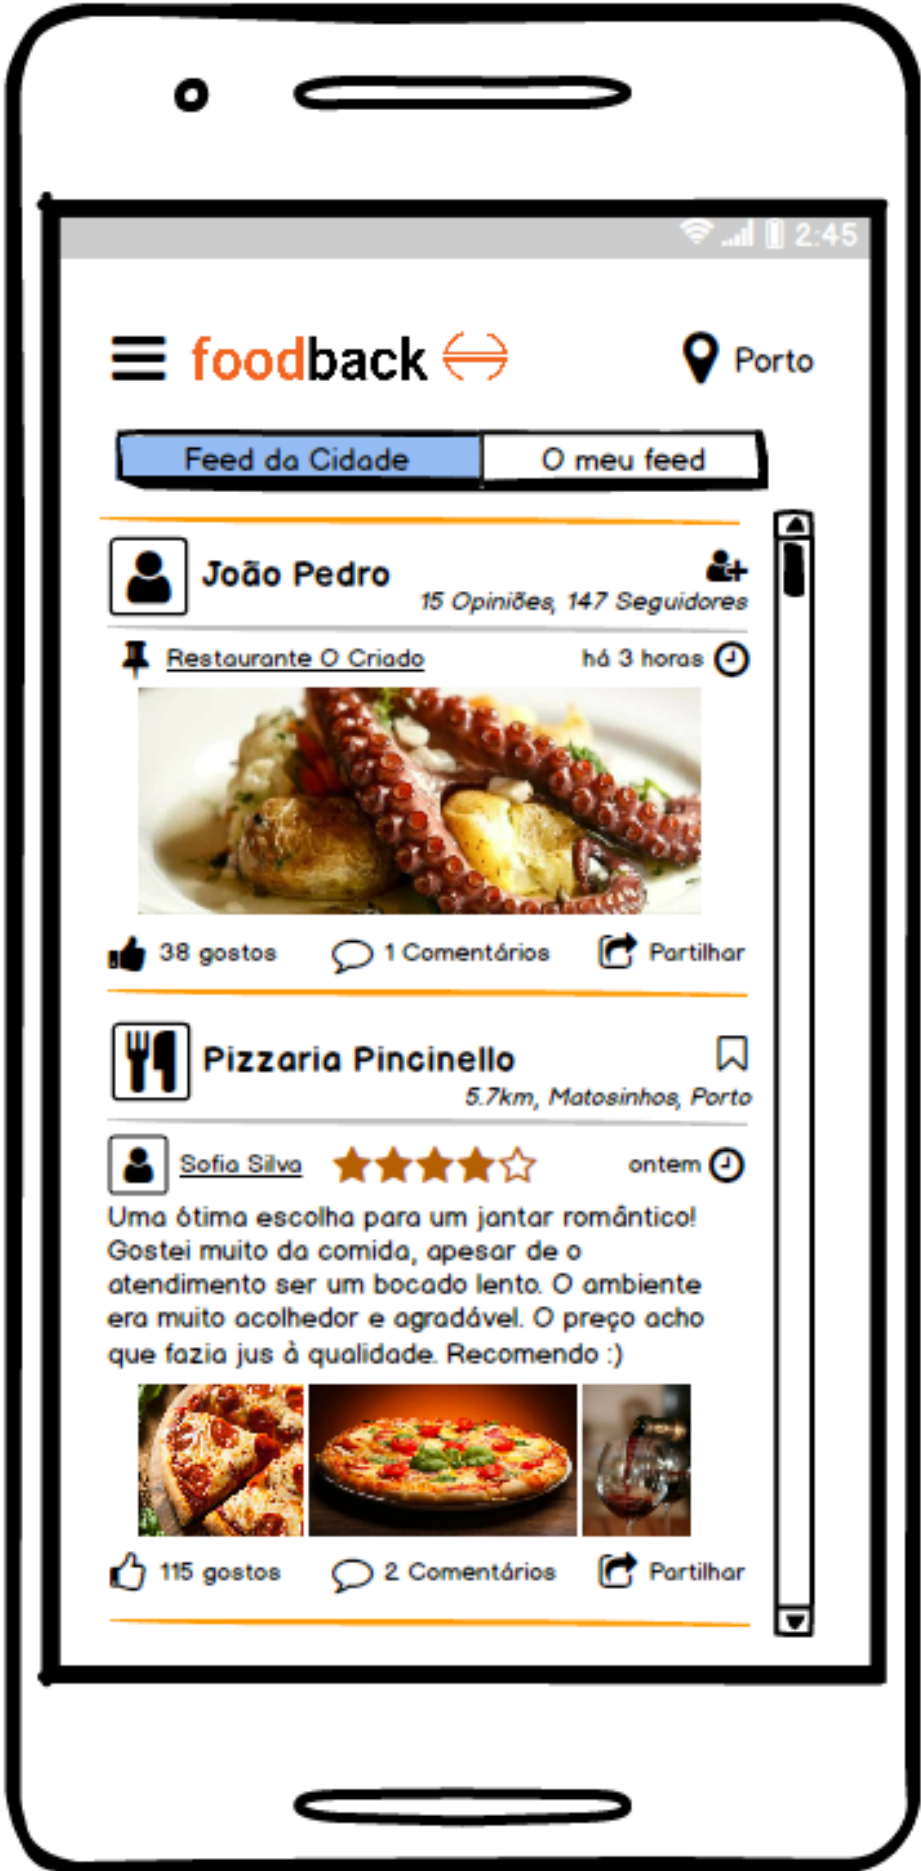 2:45
foodback
Porto
Feed da Cidade
O meu feed
João Pedro
15 Opiniões, 147 Seguidores
Restaurante O Criado
há 3 horas
38 gostos
1 Comentários
Partilhar
Pizzaria Pincinello
5.7km, Matosinhos, Porto
Sofia Silva
ontem
Uma ótima escolha para um jantar romântico!
Gostei muito da comida, apesar de o
atendimento ser um bocado lento. O ambiente
era muito acolhedor e agradável. O preço acho
que fazia jus à qualidade. Recomendo :)
115 gostos
2 Comentários
Partilhar